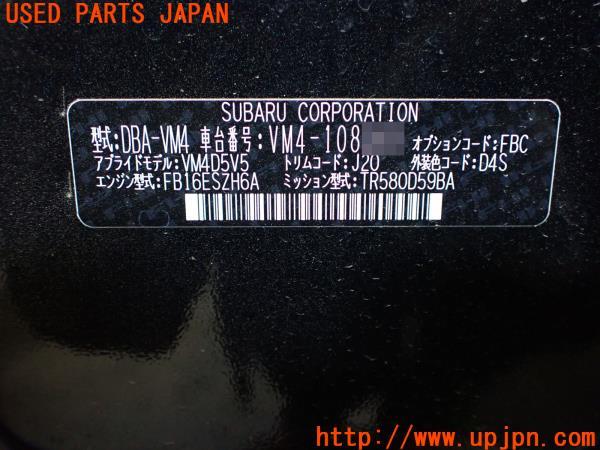 USED PARTS JAPAN
SUBARU CORPORATION
型式:DBA-VM4 車台番号:VM4-108 オプションコード:FBC
アプライドモデル:VM4D5V5 トリムコード:J20 外装色コード:D4S
エンジン型式:FB16ESZH6A ミッション型式:TR580D59BA
http://www.upjpn.com